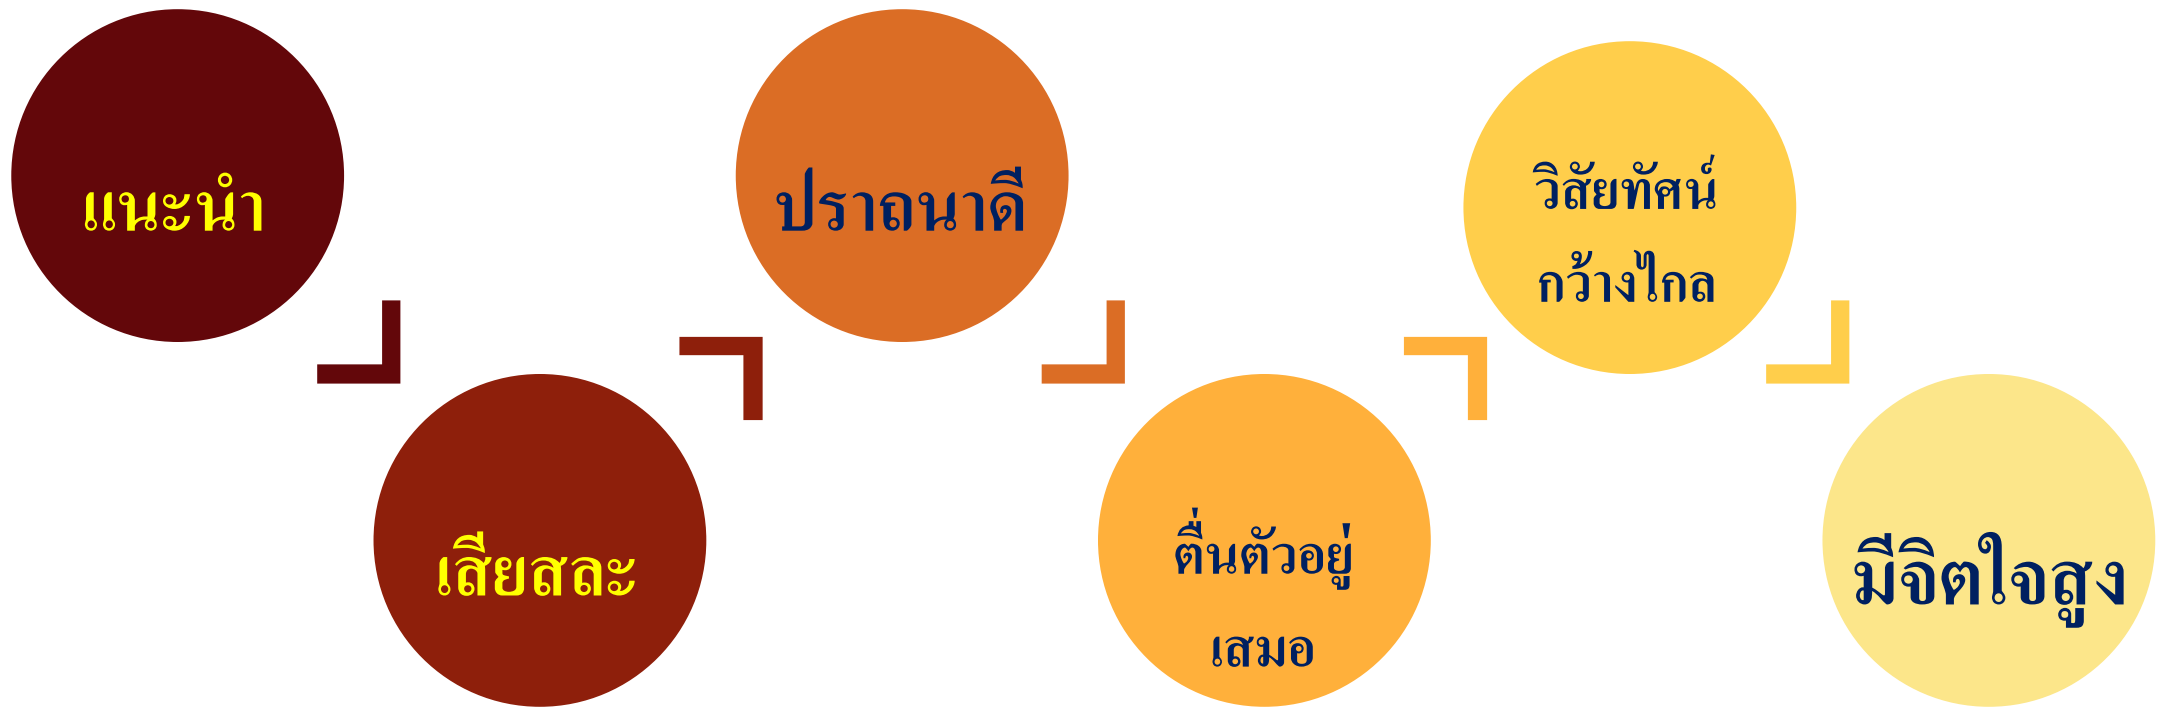 แนะนำ
เสียสละ
ปราถนาดี
ตื่นตัวอยู่
เสมอ
วิสัยทัศน์
กว้างไกล
มีจิตใจสูง